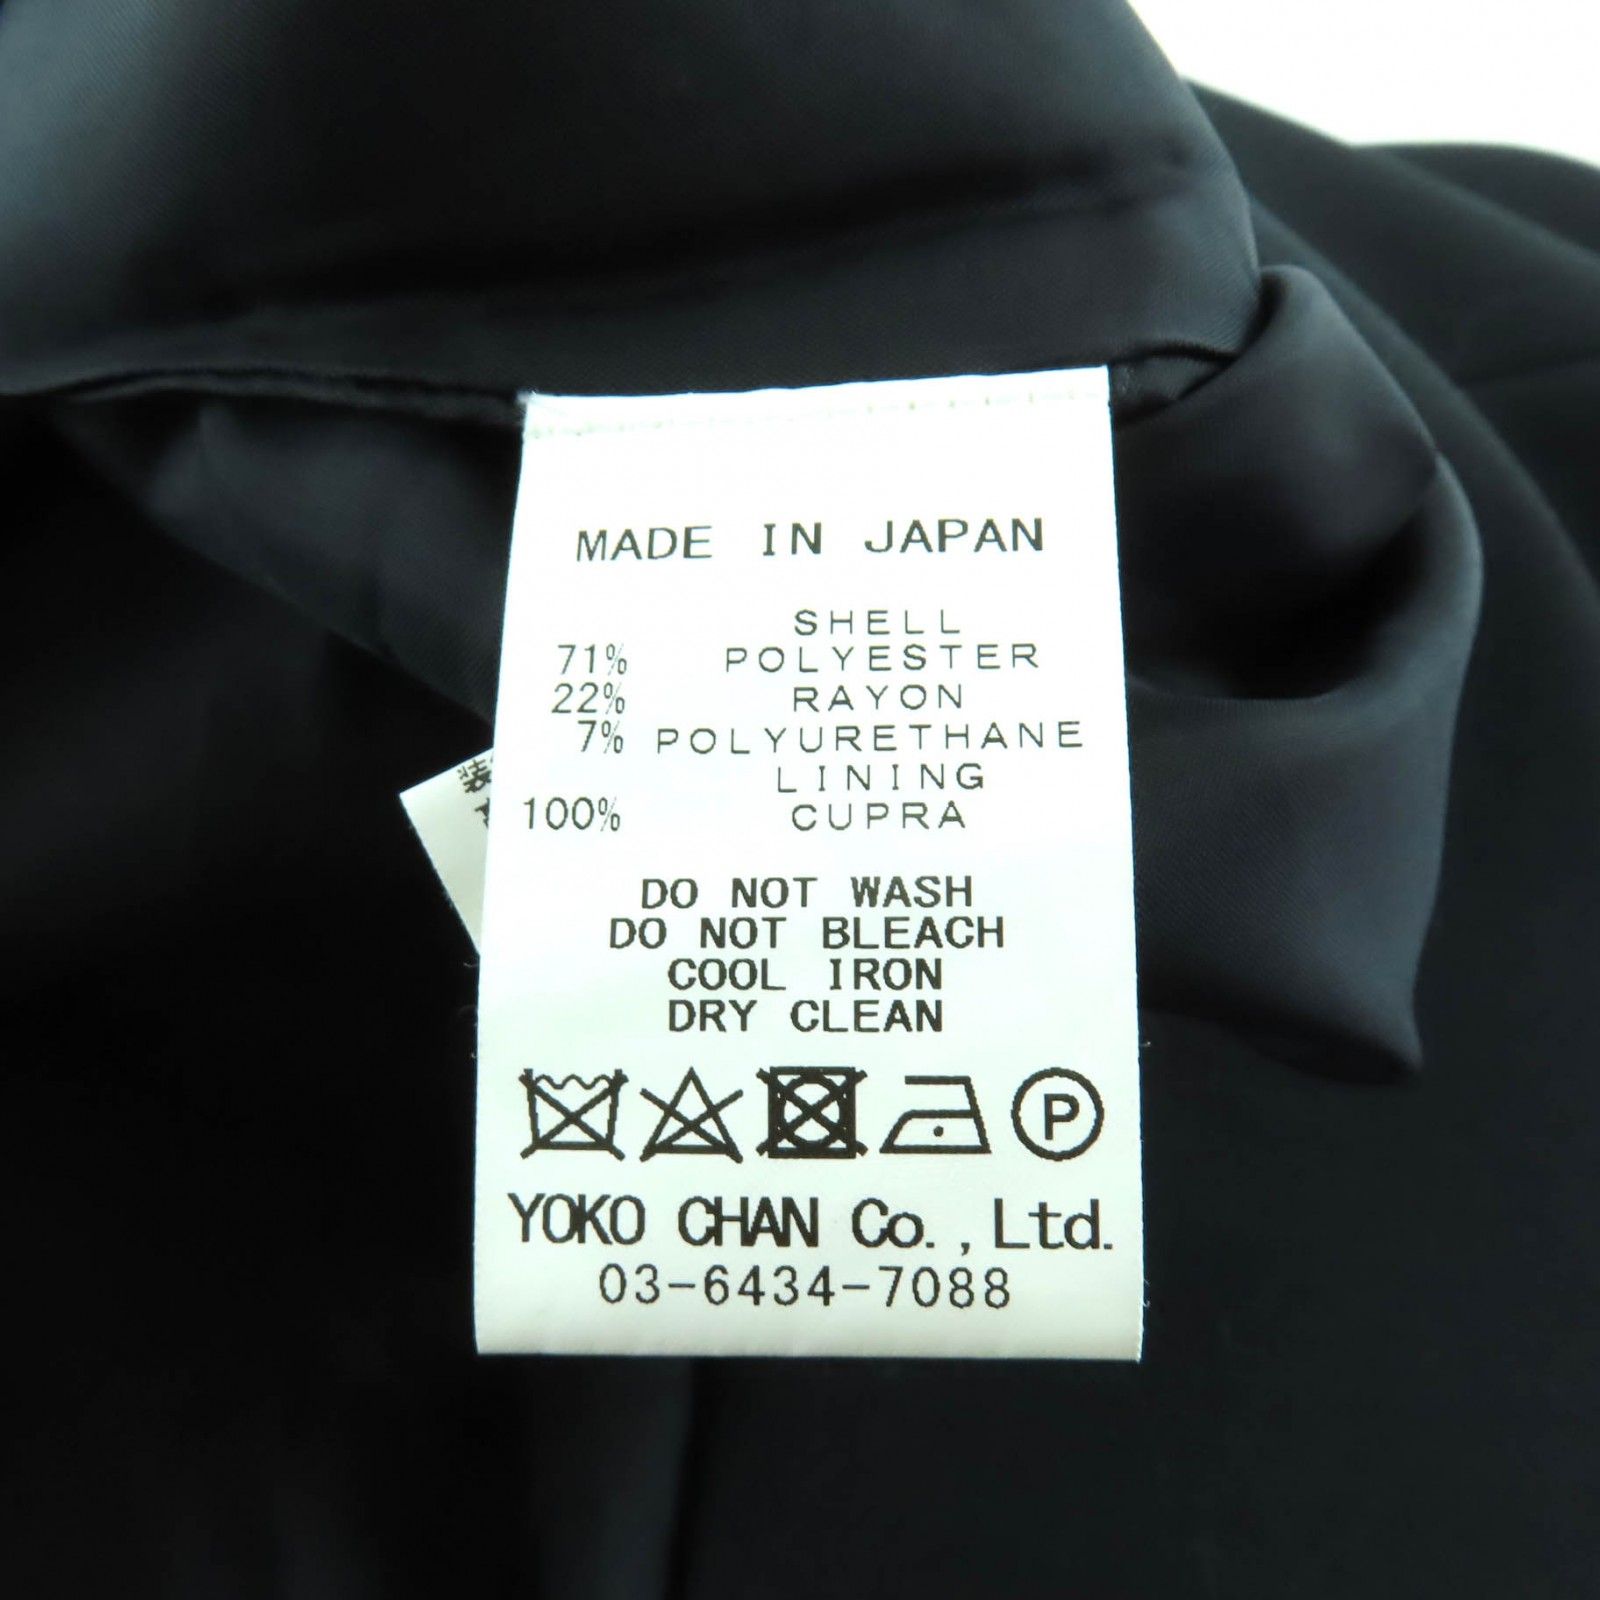 MADE IN JAPAN
SHELL
71% POLYESTER
22% RAYON
7% POLYURETHANE
LINING
100% CUPRA
DO NOT WASH
DO NOT BLEACH
COOL IRON
DRY CLEAN
P
YOKO CHAN Co.,Ltd.
03-6434-7088